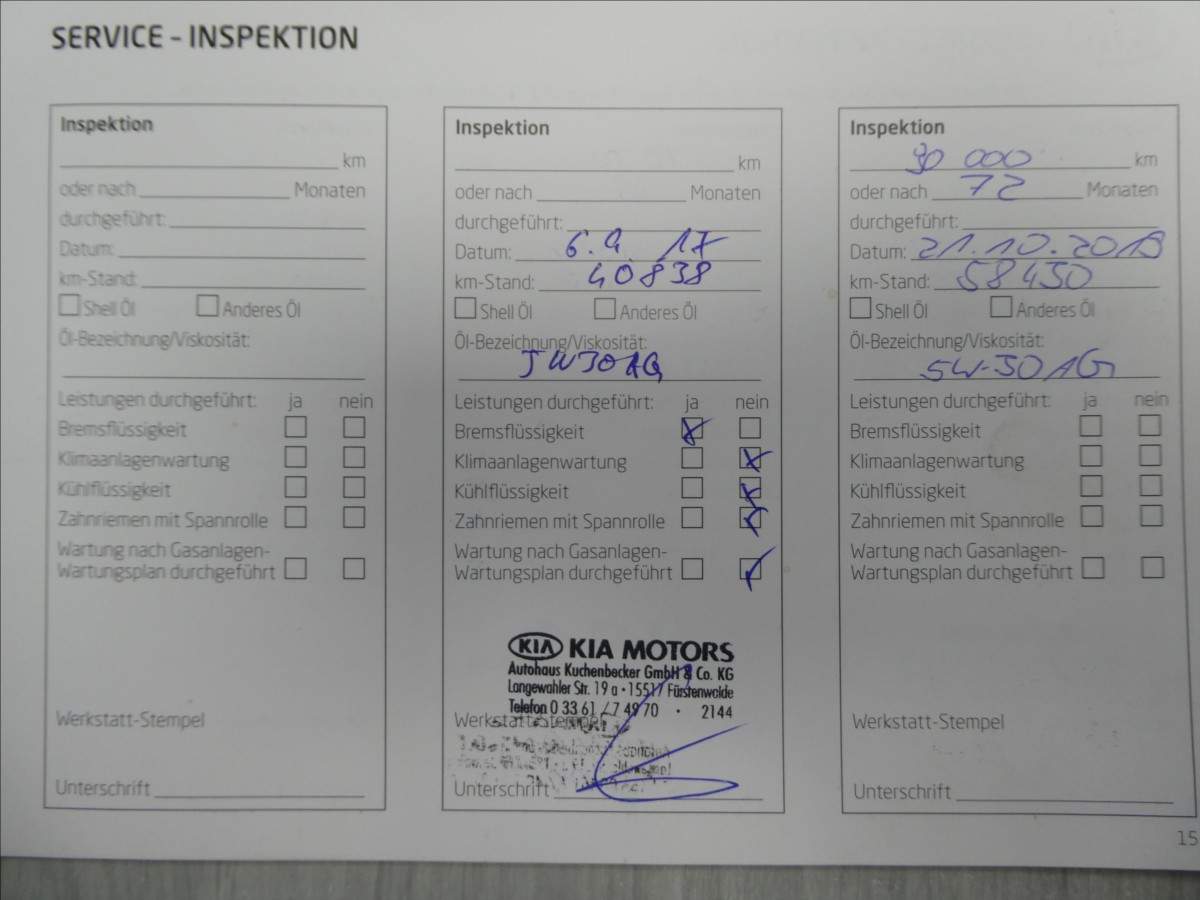 SERVICE – INSPEKTION
Inspektion
km
oder nach Monaten
durchgeführt:
Datum:
km-Stand:
Shell Öl Anderes Öl
Öl-Bezeichnung/Viskosität:
Leistungen durchgeführt: ja nein
Bremsflüssigkeit
Klimaanlagenwartung
Kühlflüssigkeit
Zahnriemen mit Spannrolle
Wartung nach Gasanlagen-
Wartungsplan durchgeführt
Werkstatt-Stempel
Unterschrift
Inspektion
km
oder nach Monaten
durchgeführt:
Datum: 6.9.17
km-Stand: 40838
Shell Öl Anderes Öl
Öl-Bezeichnung/Viskosität:
5W30
Leistungen durchgeführt: ja nein
Bremsflüssigkeit
Klimaanlagenwartung
Kühlflüssigkeit
Zahnriemen mit Spannrolle
Wartung nach Gasanlagen-
Wartungsplan durchgeführt
KIA KIA MOTORS
Autohaus Kuchenbecker GmbH & Co. KG
Langewahler Str. 19 a · 15517 Fürstenwalde
Telefon 0 33 61 / 7 49 70 · 2144
Werkstatt-Stempel
Unterschrift
Inspektion
90 000 km
oder nach 72 Monaten
durchgeführt:
Datum: 21.10.2019
km-Stand: 58450
Shell Öl Anderes Öl
Öl-Bezeichnung/Viskosität:
5W-30 AG
Leistungen durchgeführt: ja nein
Bremsflüssigkeit
Klimaanlagenwartung
Kühlflüssigkeit
Zahnriemen mit Spannrolle
Wartung nach Gasanlagen-
Wartungsplan durchgeführt
Werkstatt-Stempel
Unterschrift
15